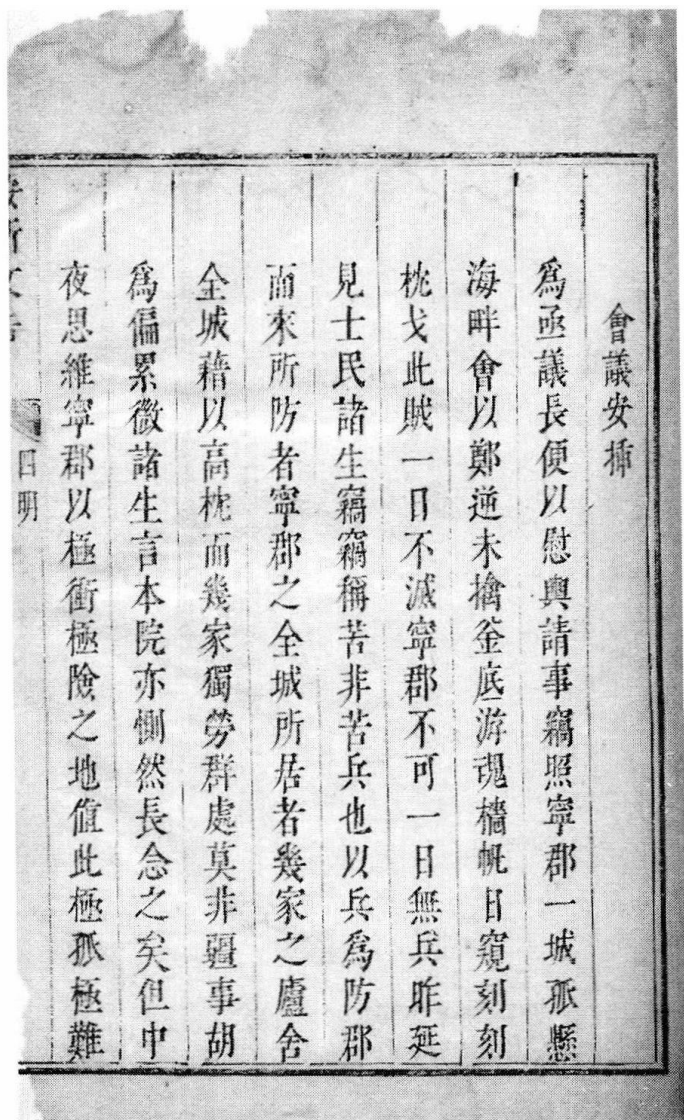 會議安揷
爲亟議長便以慰輿請事竊照寧郡一城孤懸
海畔會以鄭逆未擒釜底游魂檣帆日窺刻刻
枕戈此賊一日不滅寧郡不可一日無兵昨延
見士民諸生竊竊稱苦非苦兵也以兵爲防郡
而來所防者寧郡之全城所居者幾家之廬舍
全城藉以高枕而幾家獨勞群處莫非疆事胡
爲偏累微諸生言本院亦惻然長念之矣但中
夜思維寧郡以極衝極險之地值此極孤極難
文告
四明